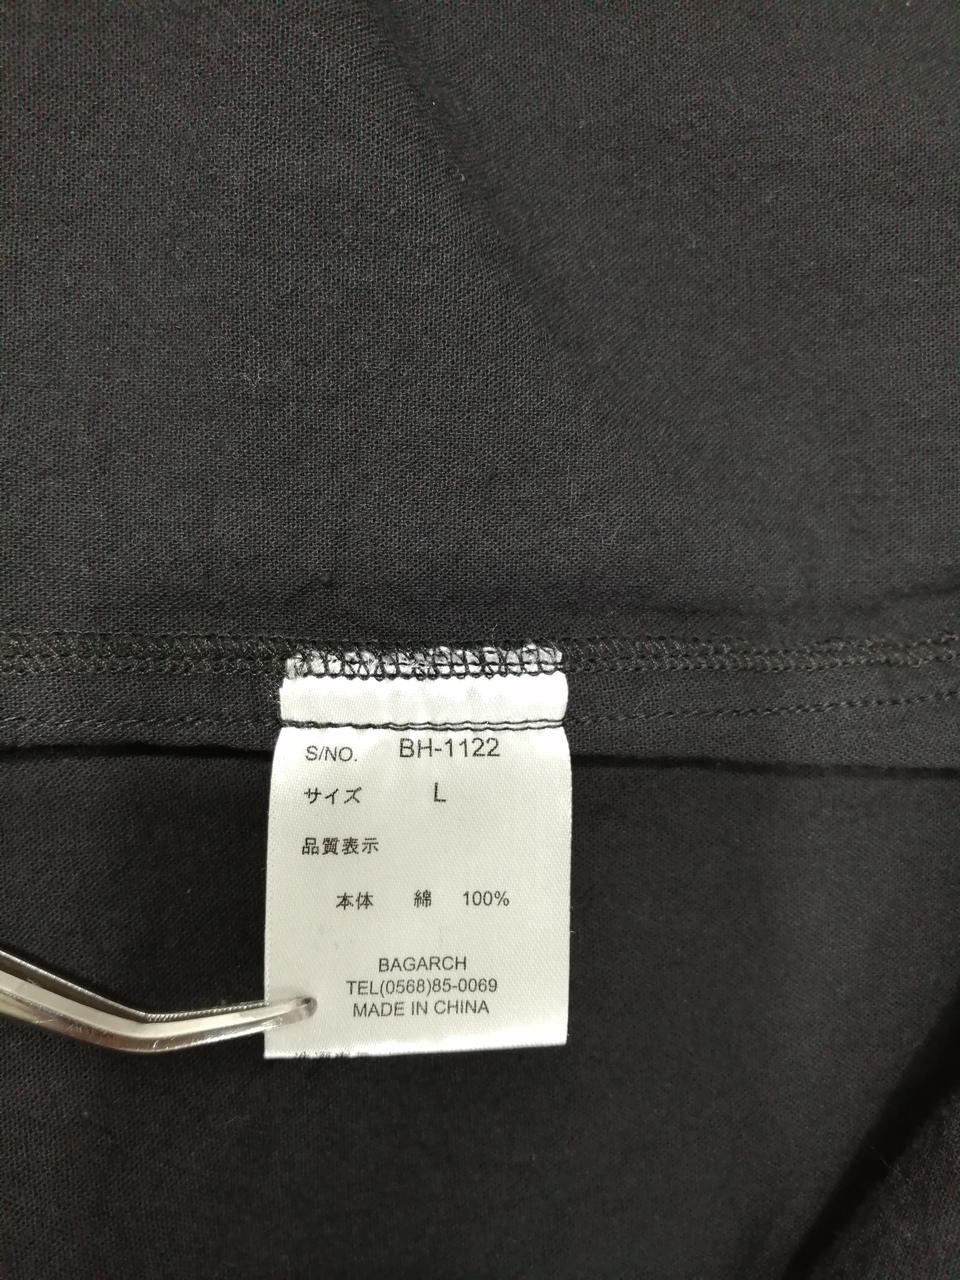 S/NO. BH-1122
サイズ L
品質表示
本体 綿 100%
BAGARCH
TEL(0568)85-0069
MADE IN CHINA